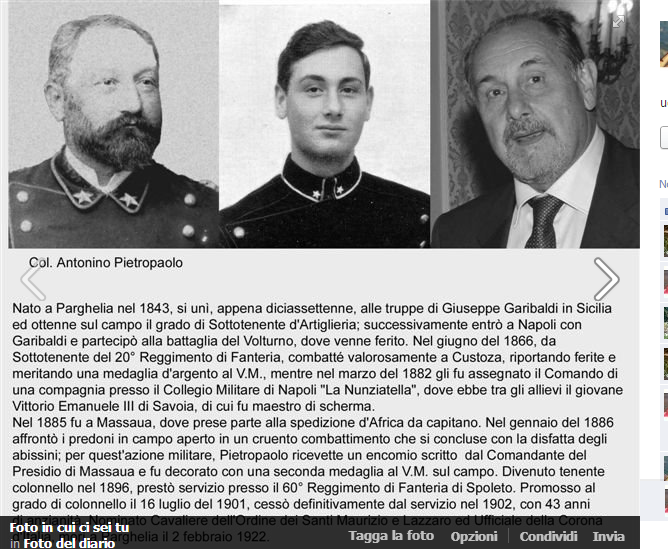 Col. Antonino Pietropaolo
Nato a Parghelia nel 1843, si unì, appena diciassettenne, alle truppe di Giuseppe Garibaldi in Sicilia
ed ottenne sul campo il grado di Sottotenente d'Artiglieria; successivamente entrò a Napoli con
Garibaldi e partecipò alla battaglia del Volturno, dove venne ferito. Nel giugno del 1866, da
Sottotenente del 20° Reggimento di Fanteria, combatté valorosamente a Custoza, riportando ferite e
meritando una medaglia d'argento al V.M., mentre nel marzo del 1882 gli fu assegnato il Comando di
una compagnia presso il Collegio Militare di Napoli "La Nunziatella", dove ebbe tra gli allievi il giovane
Vittorio Emanuele III di Savoia, di cui fu maestro di scherma.
Nel 1885 fu a Massaua, dove prese parte alla spedizione d'Africa da capitano. Nel gennaio del 1886
affrontò i predoni in campo aperto in un cruento combattimento che si concluse con la disfatta degli
abissini; per quest'azione militare, Pietropaolo ricevette un encomio scritto dal Comandante del
Presidio di Massaua e fu decorato con una seconda medaglia al V.M. sul campo. Divenuto tenente
colonnello nel 1896, prestò servizio presso il 60° Reggimento di Fanteria di Spoleto. Promosso al
grado di colonnello il 16 luglio del 1901, cessò definitivamente dal servizio nel 1902, con 43 anni
di anzianità. Nominato Cavaliere dell'Ordine dei Santi Maurizio e Lazzaro ed Ufficiale della Corona
d'Italia, morì a Parghelia il 2 febbraio 1922.
Foto in cui ci sei tu
in Foto del diario
Tagga la foto Opzioni Condividi Invia